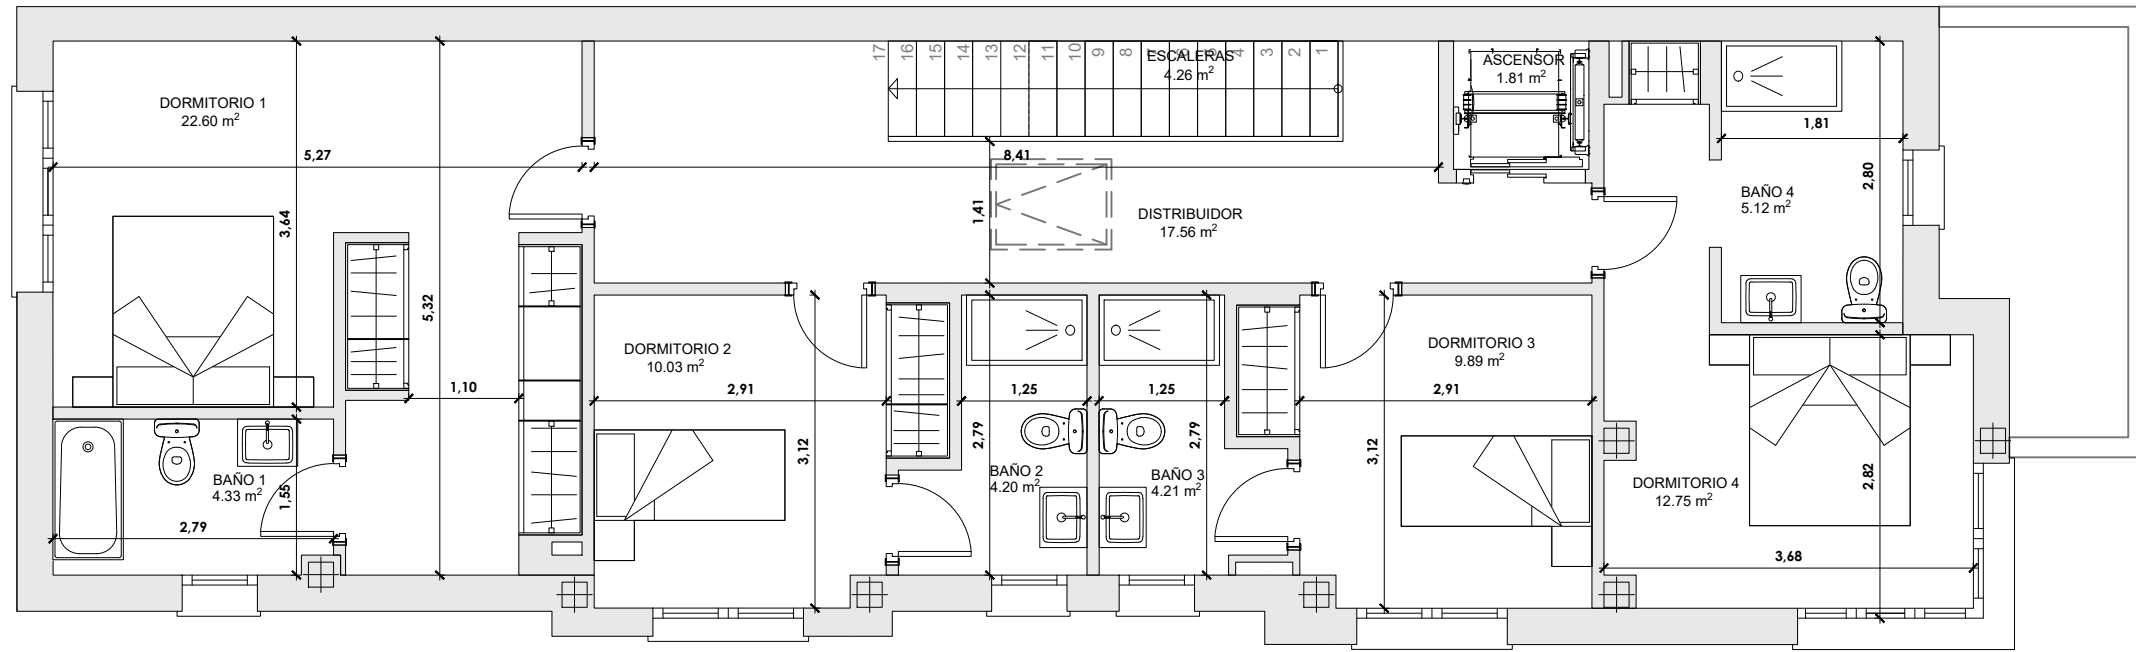 17
16
15
14
13
12
11
10
9
8
4
3
2
1
ESCALERAS
4.26 m²
ASCENSOR
1.81 m²
DORMITORIO 1
22.60 m²
5,27
8,41
1,81
3,64
5,32
1,41
DISTRIBUIDOR
17.56 m²
BAÑO 4
5.12 m²
2,80
DORMITORIO 2
10.03 m²
2,91
1,10
1,25
1,25
DORMITORIO 3
9.89 m²
2,91
3,12
2,79
2,79
3,12
BAÑO 1
4.33 m²
1,55
2,79
BAÑO 2
4.20 m²
BAÑO 3
4.21 m²
DORMITORIO 4
12.75 m²
2,82
3,68